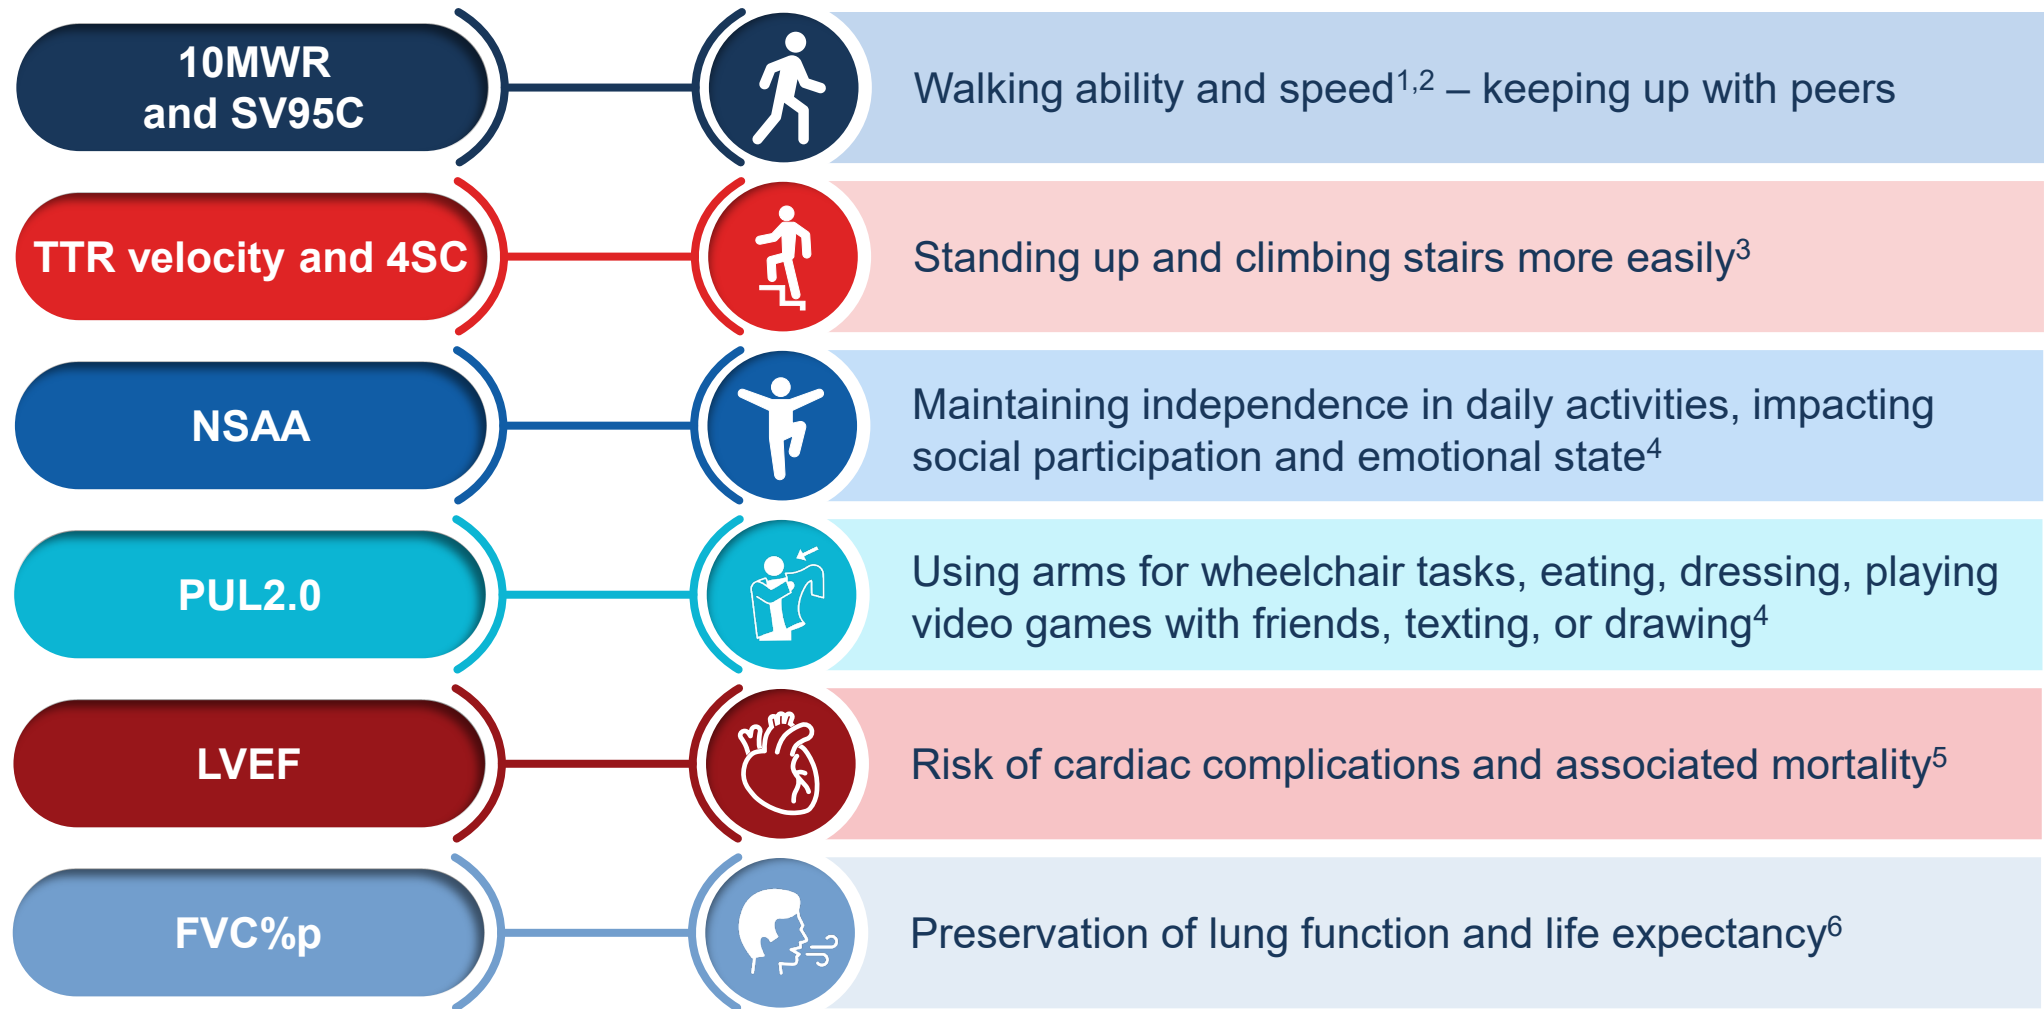 10MWR
and SV95C
Walking ability and speed1,2 – keeping up with peers
TTR velocity and 4SC
Standing up and climbing stairs more easily3
NSAA
Maintaining independence in daily activities, impacting
social participation and emotional state4
PUL2.0
Using arms for wheelchair tasks, eating, dressing, playing
video games with friends, texting, or drawing4
LVEF
Risk of cardiac complications and associated mortality5
FVC%p
Preservation of lung function and life expectancy6